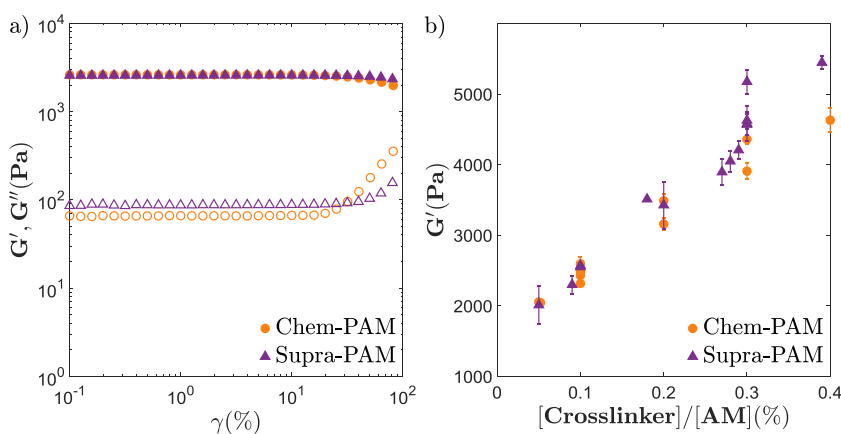 a)
10^4
10^3
10^2
10^1
10^0
G′, G″(Pa)
Chem-PAM
Supra-PAM
10^-1
10^0
10^1
10^2
γ(%)
b)
5000
4000
3000
2000
1000
G′(Pa)
Chem-PAM
Supra-PAM
0
0.1
0.2
0.3
0.4
[Crosslinker]/[AM](%)